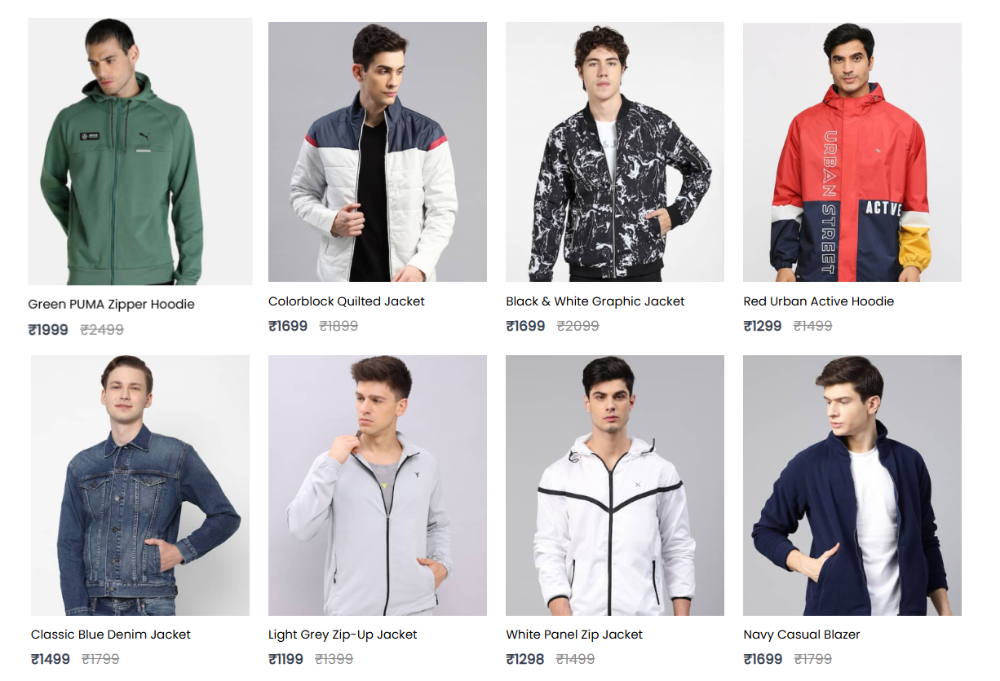 URBAN STREET
ACTIVE
Green PUMA Zipper Hoodie
₹1999 ₹2499
Colorblock Quilted Jacket
₹1699 ₹1899
Black & White Graphic Jacket
₹1699 ₹2099
Red Urban Active Hoodie
₹1299 ₹1499
Classic Blue Denim Jacket
₹1499 ₹1799
Light Grey Zip-Up Jacket
₹1199 ₹1399
White Panel Zip Jacket
₹1298 ₹1499
Navy Casual Blazer
₹1699 ₹1799